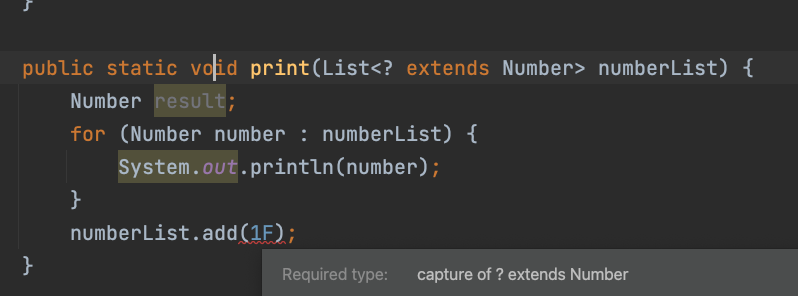 }
public static void print(List<? extends Number> numberList) {
Number result;
for (Number number : numberList) {
System.out.println(number);
}
numberList.add(1F);
}
Required type: capture of ? extends Number